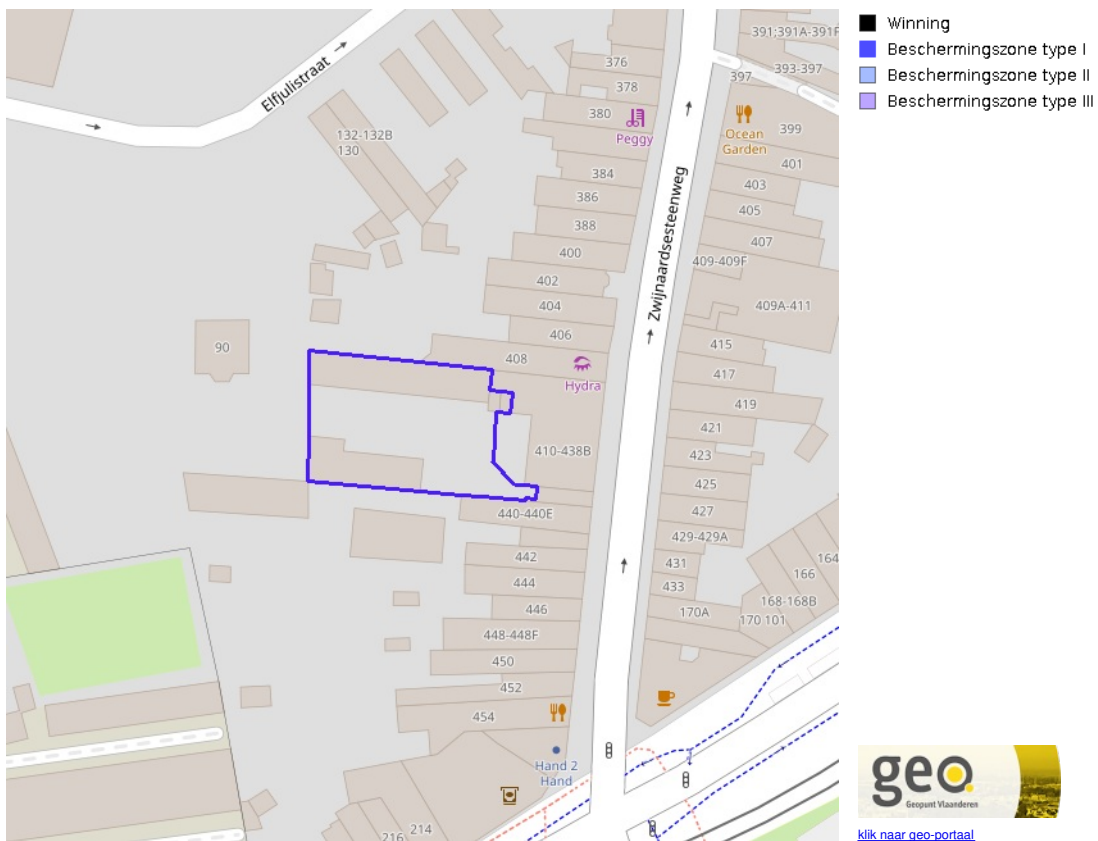 Winning
Beschermingszone type I
Beschermingszone type II
Beschermingszone type III
Elfjulistraat
Zwijnaardsesteenweg
391;391A-391F
393-397
397
376
378
380
Peggy
Ocean
Garden
399
401
132-132B
130
384
386
388
400
402
404
406
408
Hydra
403
405
407
409-409F
409A-411
415
417
419
421
423
425
427
429-429A
431
433
170A
170 101
168-168B
166
164
90
410-438B
440-440E
442
444
446
448-448F
450
452
454
Hand 2
Hand
214
216
geo
Geopunt Vlaanderen
klik naar geo-portaal